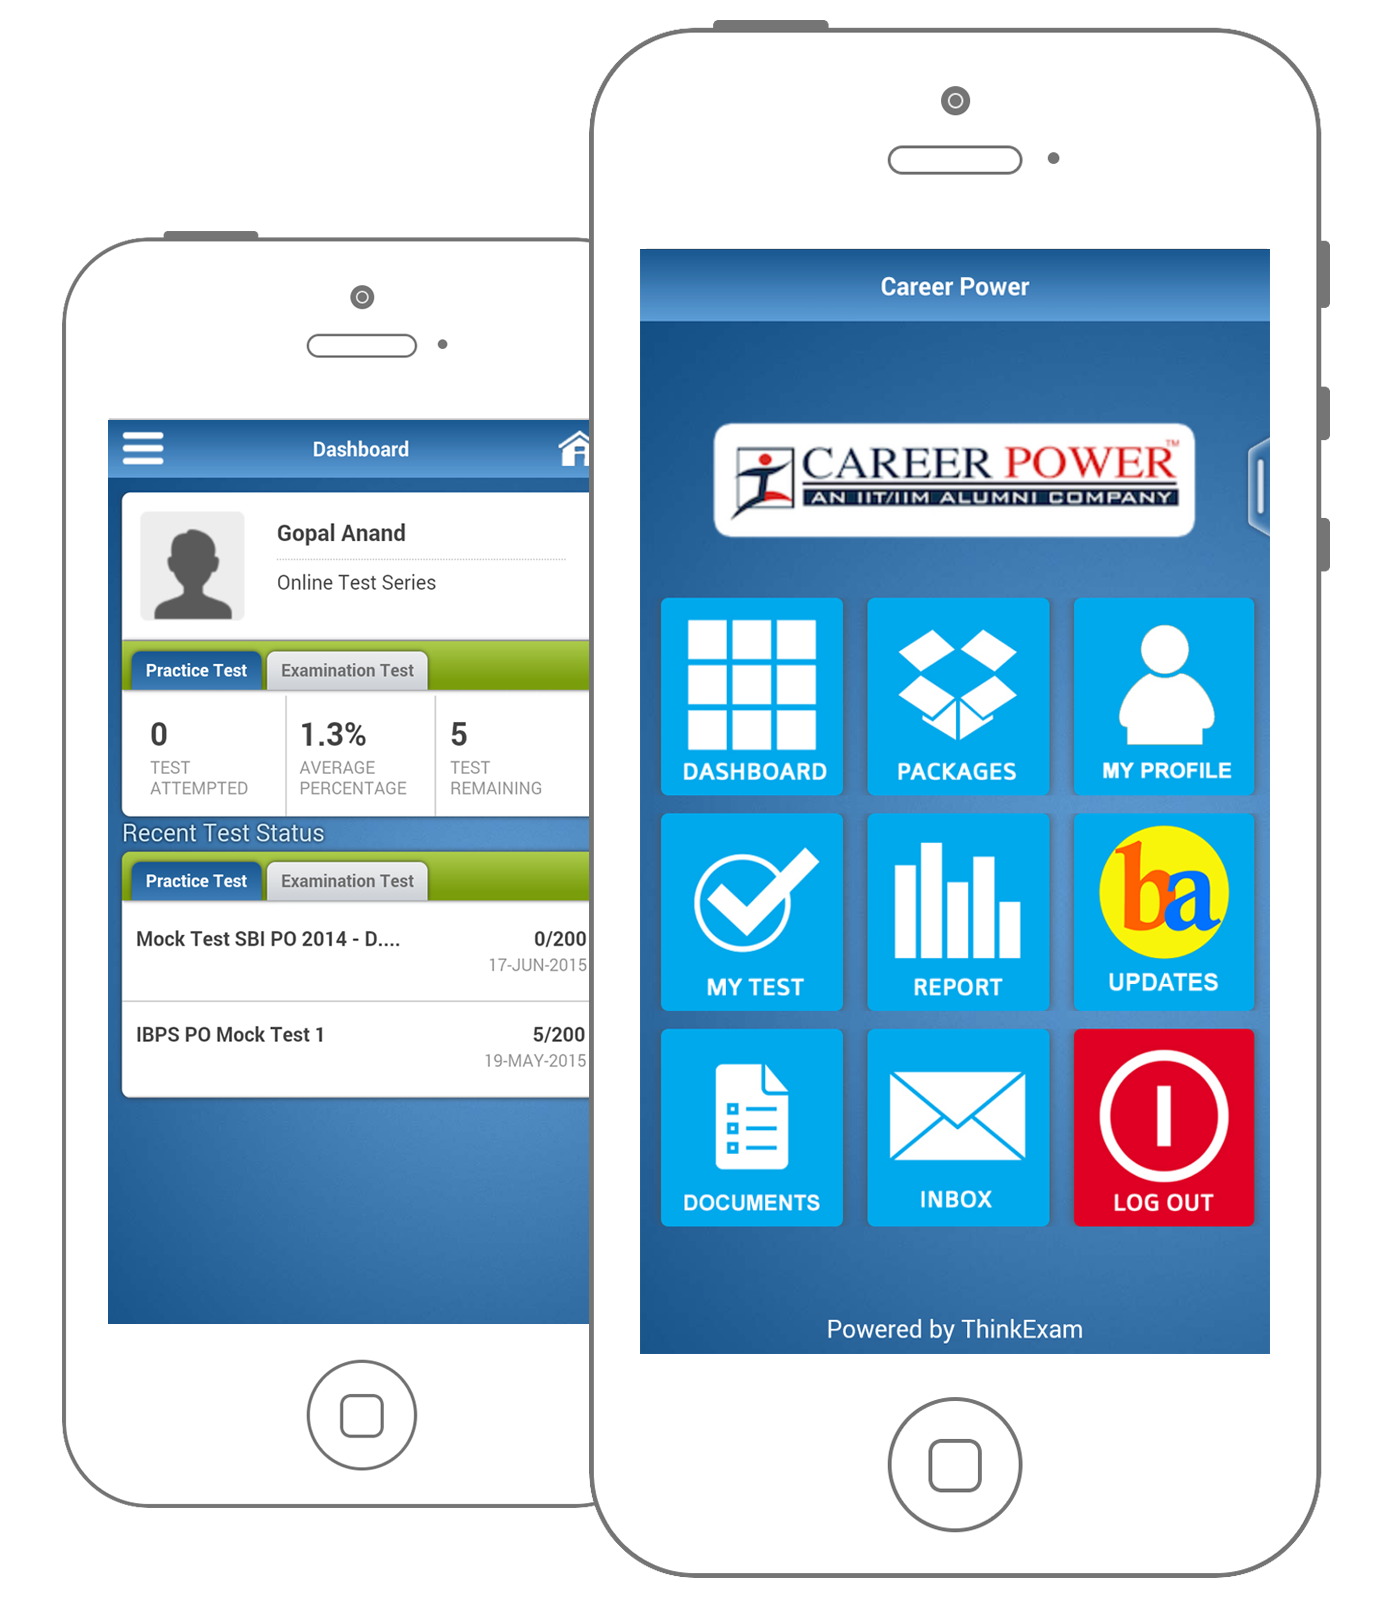 Dashboard
Gopal Anand
Online Test Series
Practice Test Examination Test
0 1.3% 5
TEST AVERAGE TEST
ATTEMPTED PERCENTAGE REMAINING
Recent Test Status
Practice Test Examination Test
Mock Test SBI PO 2014 - D.... 0/200
17-JUN-2015
IBPS PO Mock Test 1 5/200
19-MAY-2015
Career Power
CAREER POWER™
AN IIT/IIM ALUMNI COMPANY
DASHBOARD PACKAGES MY PROFILE
ba
MY TEST REPORT UPDATES
DOCUMENTS INBOX LOG OUT
Powered by ThinkExam